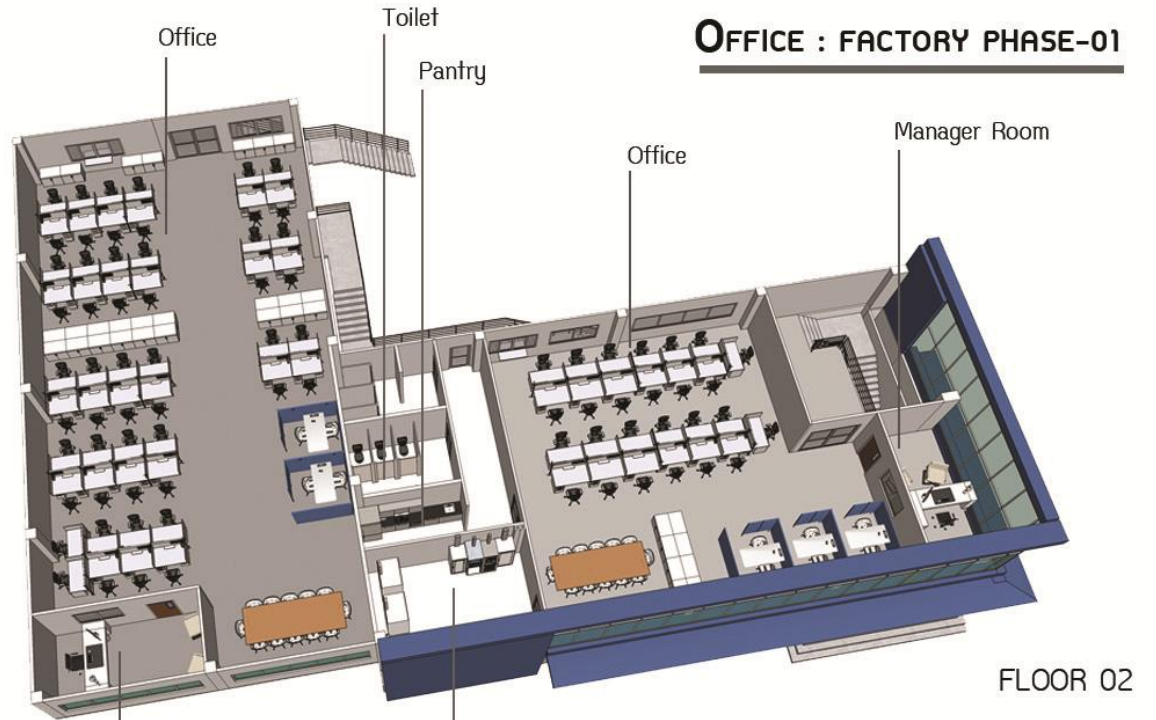 Toilet
Office
OFFICE : FACTORY PHASE-01
Pantry
Manager Room
Office
FLOOR 02